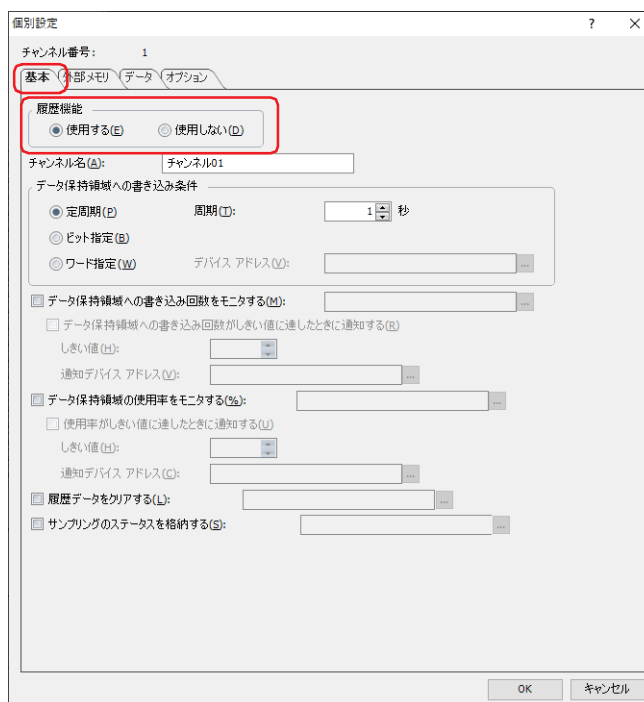 個別設定 ? ×
チャンネル番号: 1
基本 外部メモリ データ オプション
履歴機能
使用する(E) 使用しない(D)
チャンネル名(A): チャンネル01
データ保持領域への書き込み条件
定周期(P) 周期(T): 1 秒
ビット指定(B)
ワード指定(W) デバイス アドレス(V): ...
データ保持領域への書き込み回数をモニタする(M): ...
データ保持領域への書き込み回数がしきい値に達したときに通知する(R)
しきい値(H):
通知デバイス アドレス(V): ...
データ保持領域の使用率をモニタする(%): ...
使用率がしきい値に達したときに通知する(U)
しきい値(H):
通知デバイス アドレス(C): ...
履歴データをクリアする(L): ...
サンプリングのステータスを格納する(S): ...
OK キャンセル